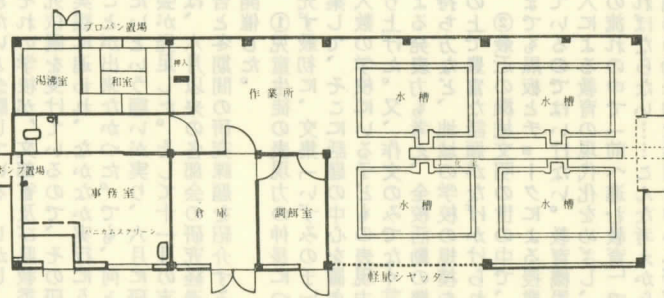 プロパン置場
湯沸室
和室
押入
作業所
水槽
水槽
ポンプ置場
事務室
ハニカムスクリーン
倉庫
調餌室
水槽
水槽
軽量シャッター